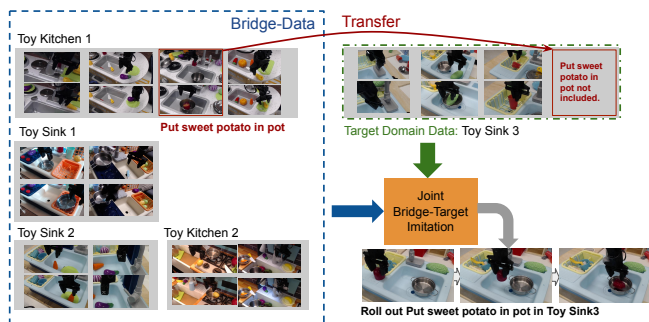 Bridge-Data
Transfer
Toy Kitchen 1
Put sweet potato in pot
Put sweet
potato in
pot not
included.
Target Domain Data: Toy Sink 3
Toy Sink 1
Joint
Bridge-Target
Imitation
Toy Sink 2
Toy Kitchen 2
Roll out Put sweet potato in pot in Toy Sink3